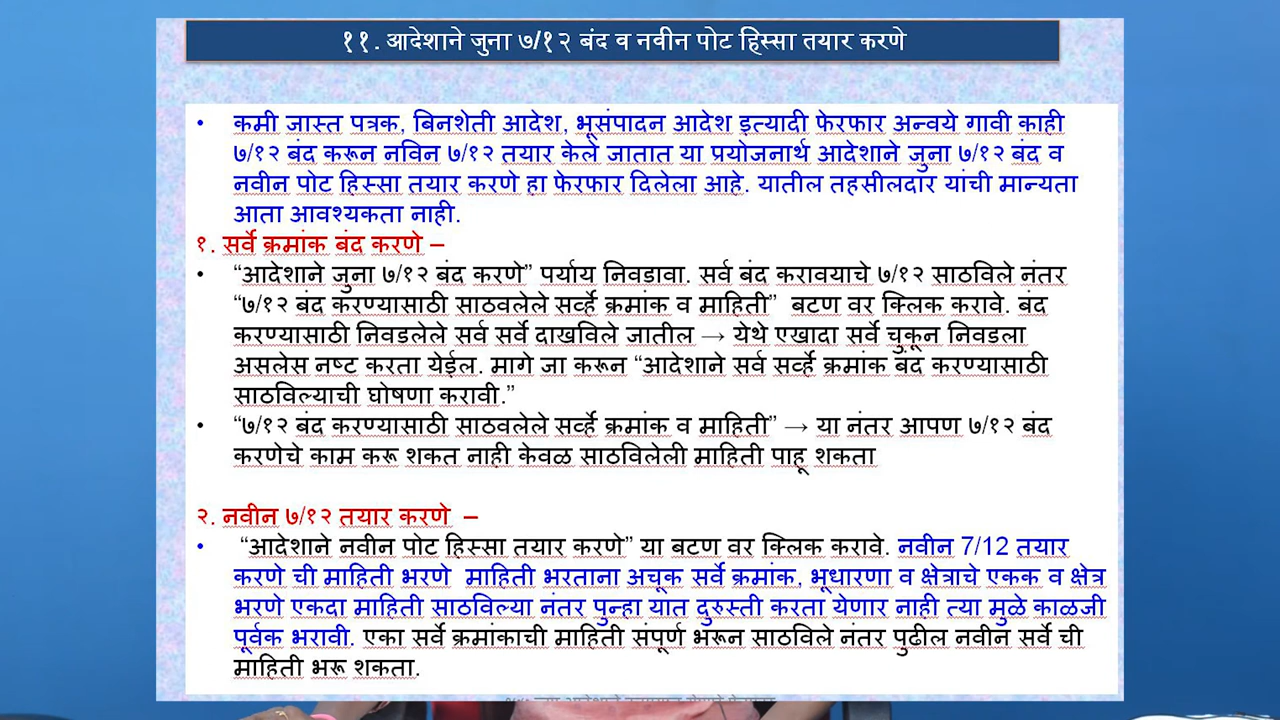 ११. आदेशाने जुना ७/१२ बंद व नवीन पोट हिस्सा तयार करणे
• कमी जास्त पत्रक, बिनशेती आदेश, भूसंपादन आदेश इत्यादी फेरफार अन्वये गावी काही
७/१२ बंद करून नविन ७/१२ तयार केले जातात या प्रयोजनार्थ आदेशाने जुना ७/१२ बंद व
नवीन पोट हिस्सा तयार करणे हा फेरफार दिलेला आहे. यातील तहसीलदार यांची मान्यता
आता आवश्यकता नाही.
१. सर्वे क्रमांक बंद करणे –
• “आदेशाने जुना ७/१२ बंद करणे” पर्याय निवडावा. सर्व बंद करावयाचे ७/१२ साठविले नंतर
“७/१२ बंद करण्यासाठी साठवलेले सर्व्हे क्रमांक व माहिती” बटण वर क्लिक करावे. बंद
करण्यासाठी निवडलेले सर्व सर्वे दाखविले जातील → येथे एखादा सर्वे चुकून निवडला
असलेस नष्ट करता येईल. मागे जा करून “आदेशाने सर्व सर्व्हे क्रमांक बंद करण्यासाठी
साठविल्याची घोषणा करावी.”
• “७/१२ बंद करण्यासाठी साठवलेले सर्व्हे क्रमांक व माहिती” → या नंतर आपण ७/१२ बंद
करणेचे काम करू शकत नाही केवळ साठविलेली माहिती पाहू शकता
२. नवीन ७/१२ तयार करणे –
• “आदेशाने नवीन पोट हिस्सा तयार करणे” या बटण वर क्लिक करावे. नवीन 7/12 तयार
करणे ची माहिती भरणे माहिती भरताना अचूक सर्वे क्रमांक, भूधारणा व क्षेत्राचे एकक व क्षेत्र
भरणे एकदा माहिती साठविल्या नंतर पुन्हा यात दुरुस्ती करता येणार नाही त्या मुळे काळजी
पूर्वक भरावी. एका सर्वे क्रमांकाची माहिती संपूर्ण भरून साठविले नंतर पुढील नवीन सर्वे ची
माहिती भरू शकता.